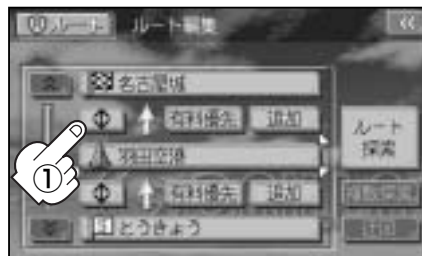 ルート ルート編集
名古屋城
有料優先 追加
ルート
探索
羽田空港
①
有料優先 追加
とうきょう